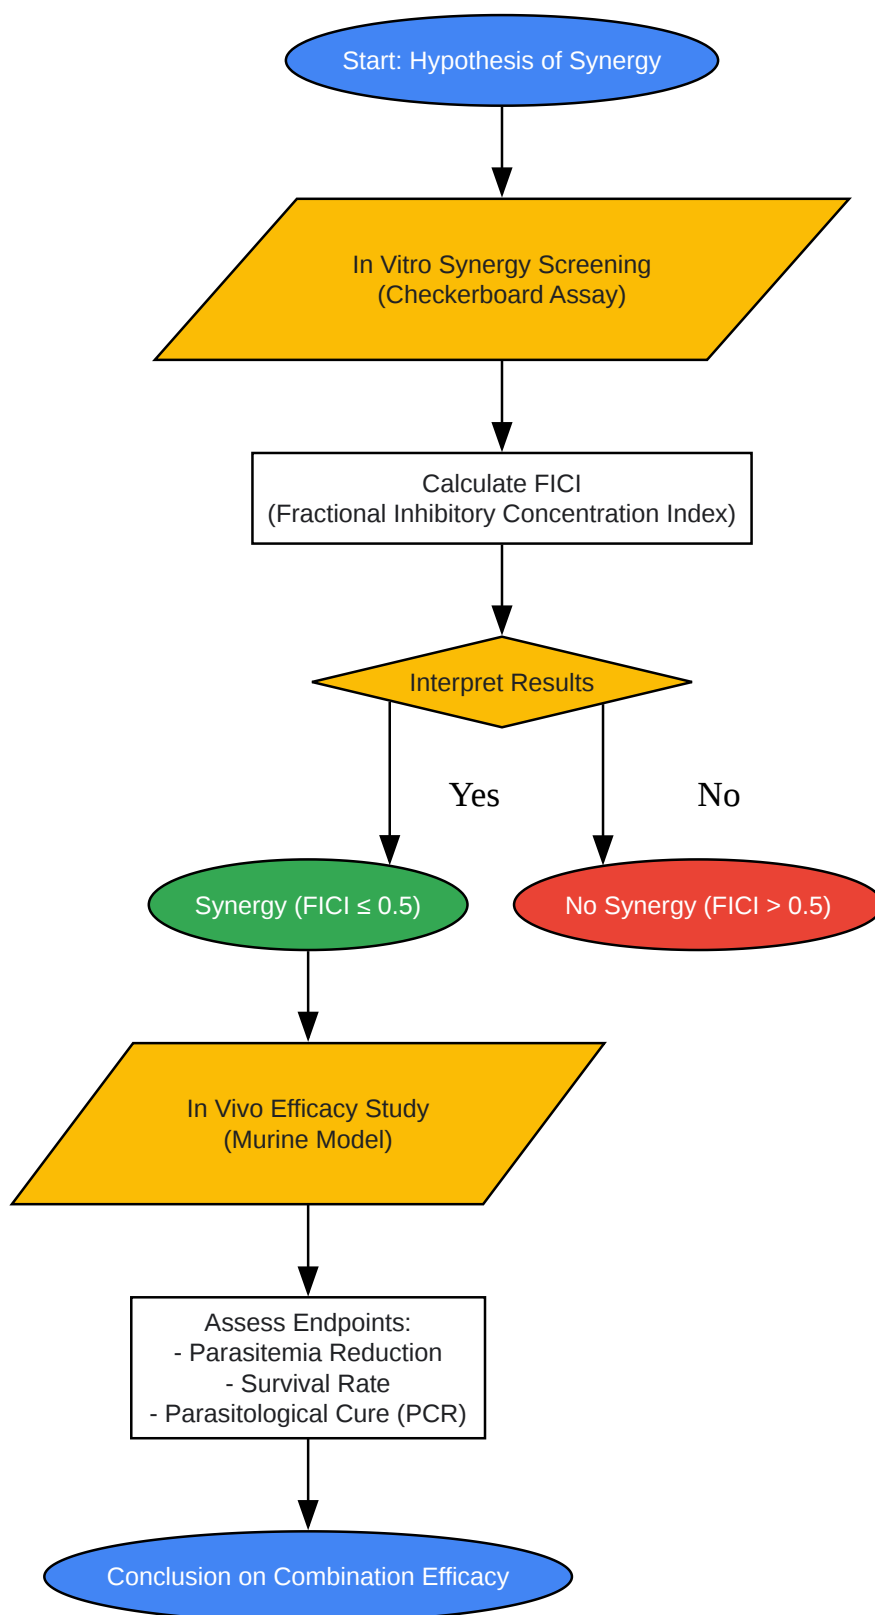 Start: Hypothesis of Synergy
In Vitro Synergy Screening
(Checkerboard Assay)
Calculate FICI
(Fractional Inhibitory Concentration Index)
Interpret Results
Yes
No
Synergy (FICI ≤ 0.5)
No Synergy (FICI > 0.5)
In Vivo Efficacy Study
(Murine Model)
Assess Endpoints:
- Parasitemia Reduction
- Survival Rate
- Parasitological Cure (PCR)
Conclusion on Combination Efficacy